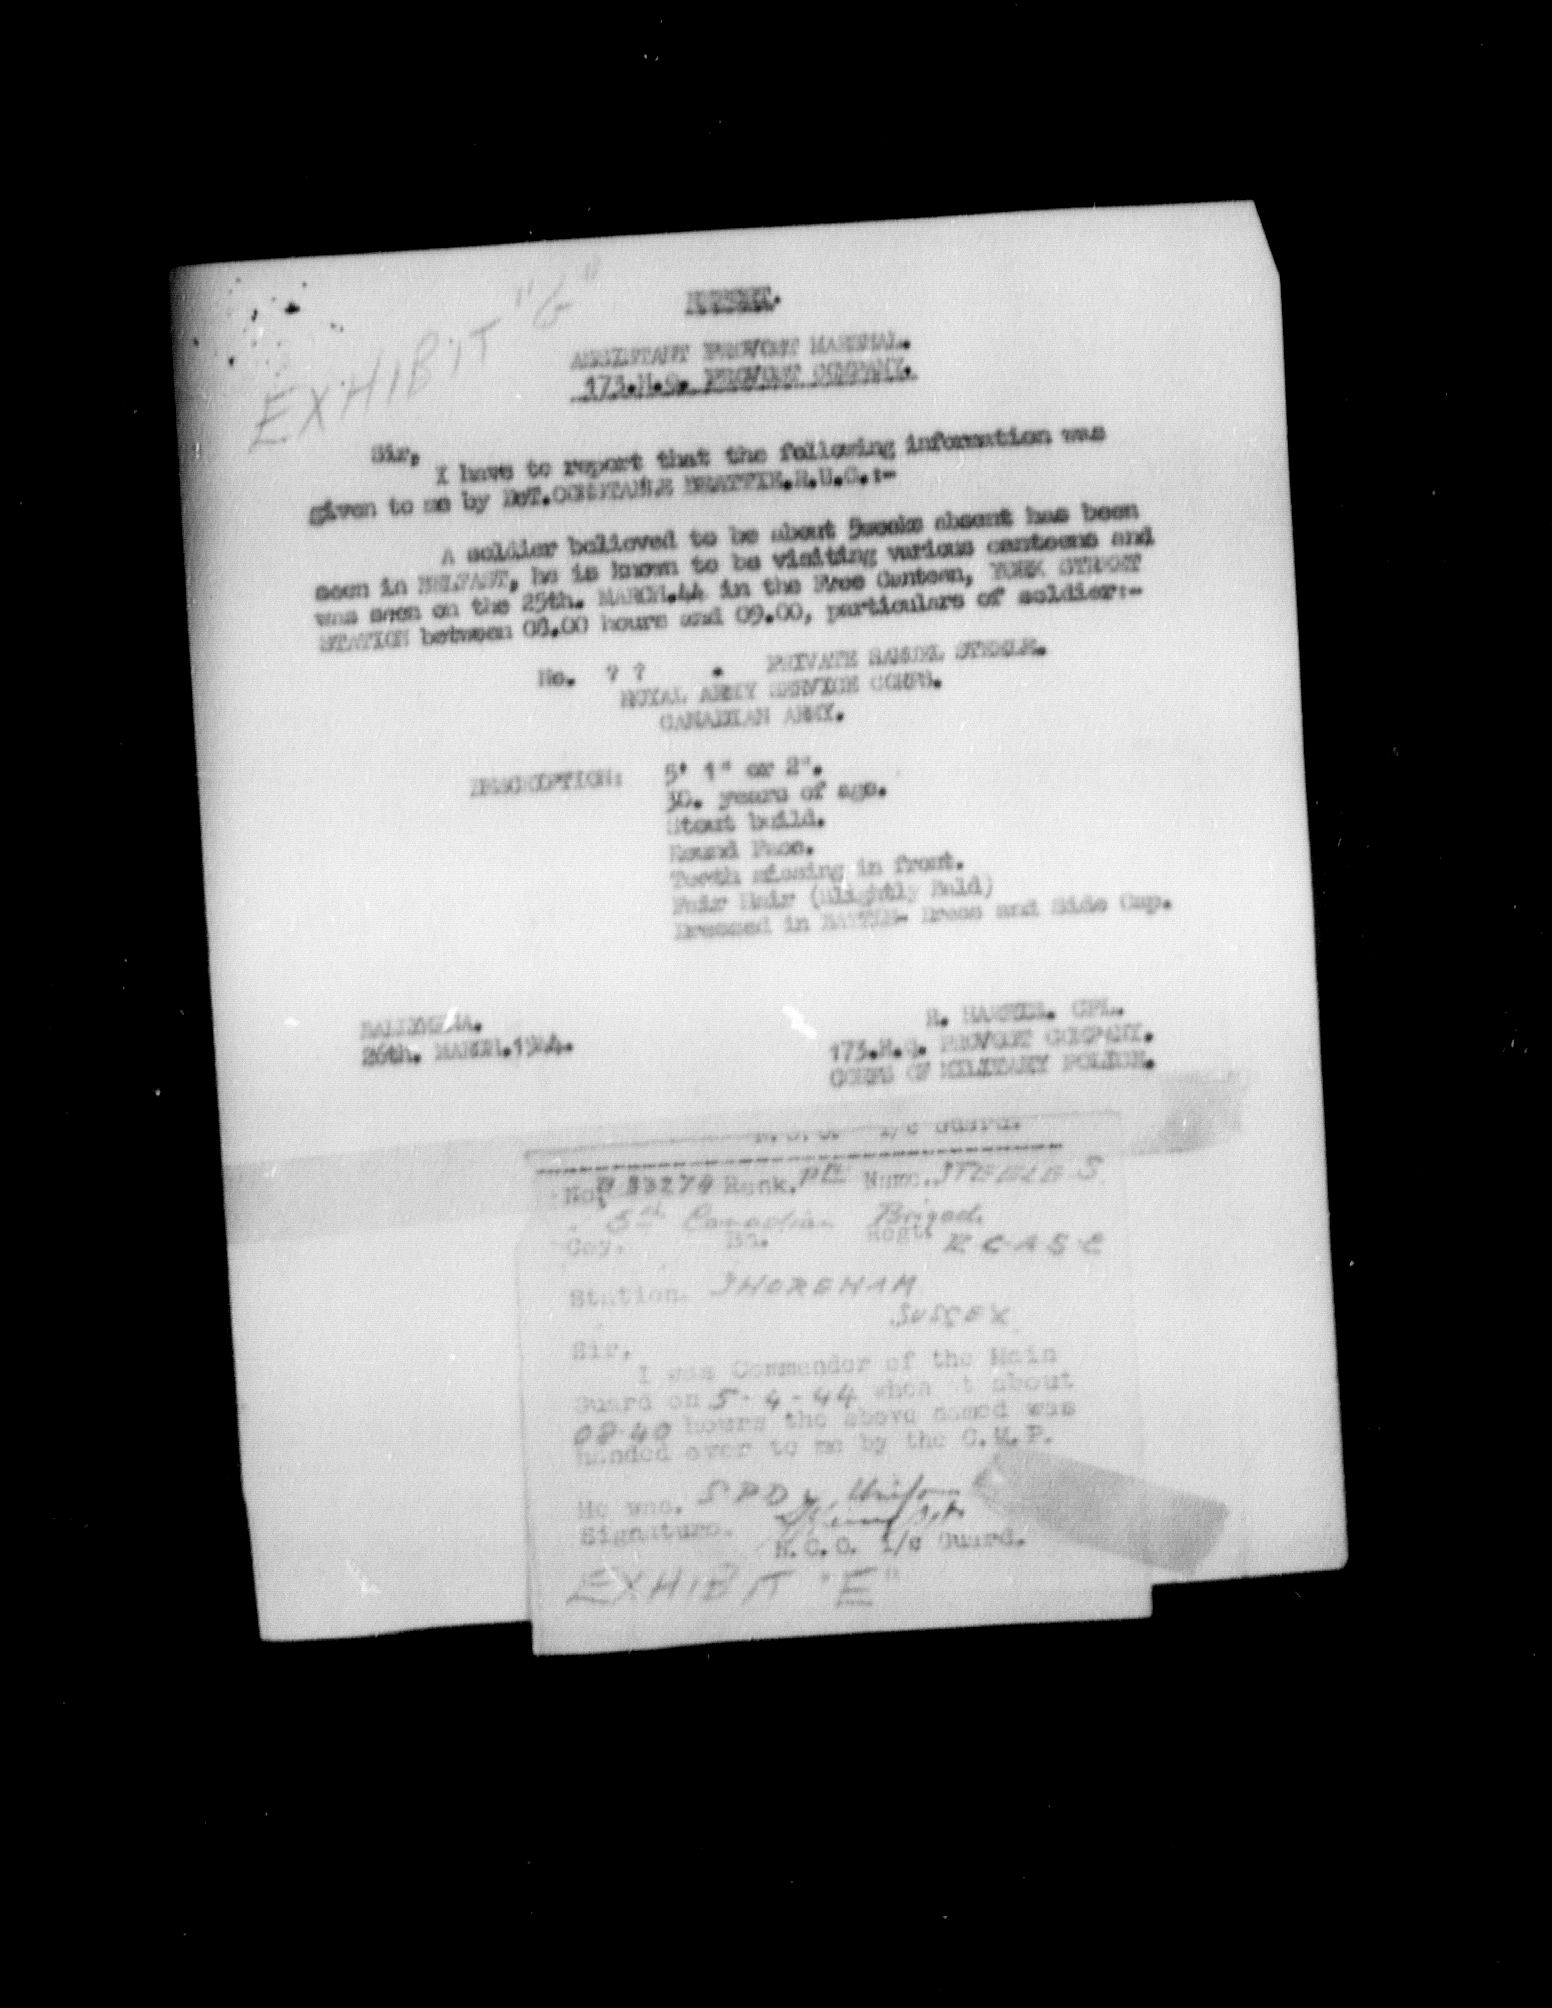 EXHIBIT "G"
ASSISTANT PROVOST MARSHAL.
173.H.Q. PROVOST COMPANY.
Sir,
I have to report that the following information was
given to me by DET.CONSTABLE BEATTIE.R.U.C.:-
A soldier believed to be about 5weeks absent has been
seen in BELFAST, he is known to be visiting various canteens and
was seen on the 25th. MARCH.44 in the Free Canteen, YORK STREET
STATION between 08.00 hours and 09.00, particulars of soldier:-
No. ? ? . PRIVATE SAMUEL STEELE.
ROYAL ARMY SERVICE CORPS.
CANADIAN ARMY.
DESCRIPTION: 5' 1" or 2".
30. years of age.
Stout build.
Round Face.
Teeth missing in front.
Fair Hair (Slightly Bald)
Dressed in BATTLE- Dress and Side Cap.
BALLYMENA. R. CPL.
26th. MARCH.1944. 173.H.Q. PROVOST COMPANY.
CORPS OF MILITARY POLICE.
N.C.O. i/c Guard.
No. Rank. Pte Name. STEELE S.
5th Canadian Brigad.
Coy. Bn. Regt. R C A S C
Station. SHOREHAM
SUSSEX
Sir,
I was Commander of the Main
Guard on 5-4-44 when at about
08.40 hours the above named was
handed over to me by the C.M.P.
He was. Uniform
Signature.
N.C.O. i/c Guard.
EXHIBIT "E"